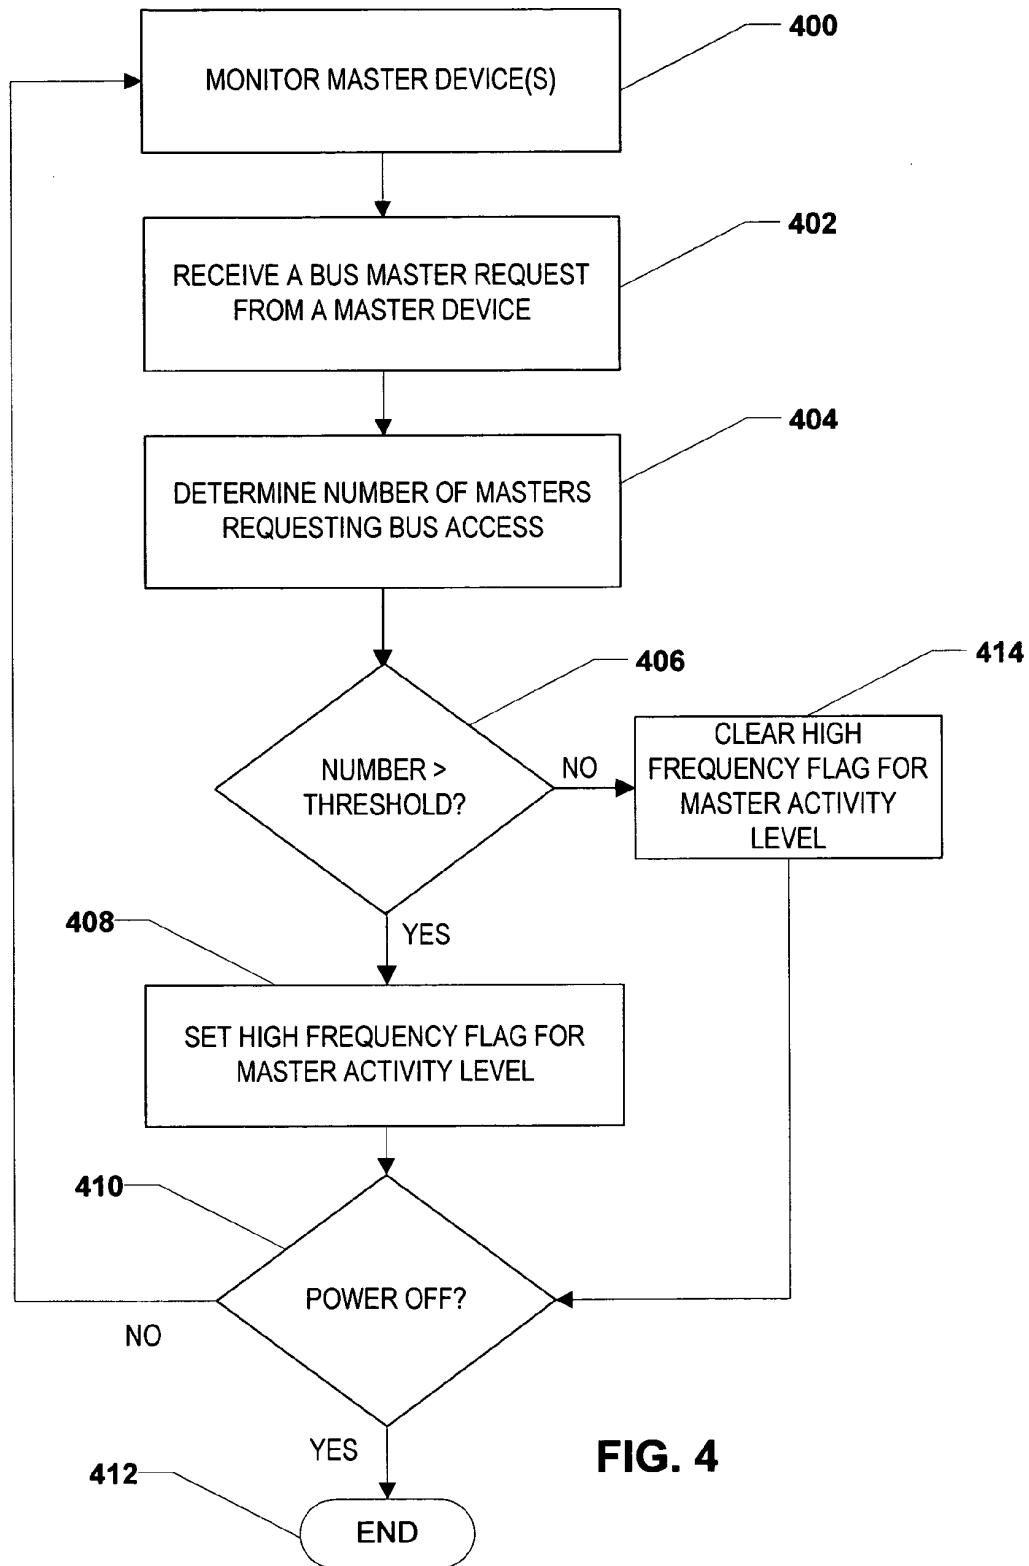 400
MONITOR MASTER DEVICE(S)
402
RECEIVE A BUS MASTER REQUEST
FROM A MASTER DEVICE
404
DETERMINE NUMBER OF MASTERS
REQUESTING BUS ACCESS
406
414
NUMBER >
THRESHOLD?
NO
CLEAR HIGH
FREQUENCY FLAG FOR
MASTER ACTIVITY
LEVEL
YES
408
SET HIGH FREQUENCY FLAG FOR
MASTER ACTIVITY LEVEL
410
POWER OFF?
NO
YES
412
END
FIG. 4